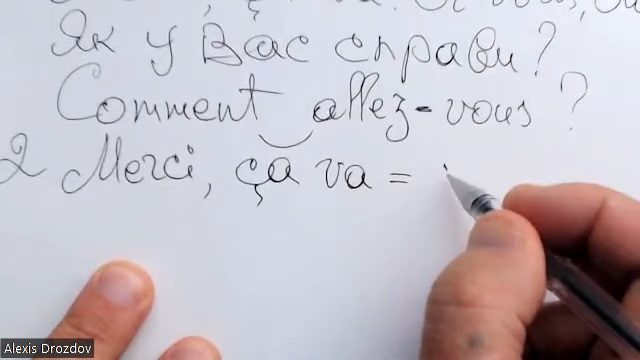 Як у Вас справи?
Comment allez-vous ?
2 Merci, ça va =
Alexis Drozdov